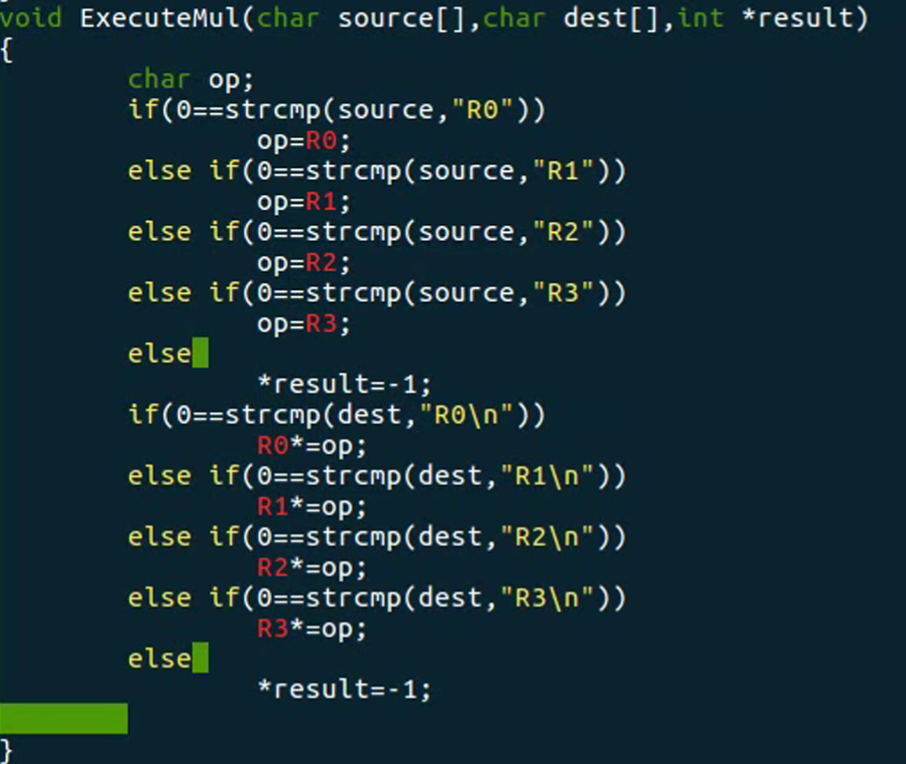 void ExecuteMul(char source[],char dest[],int *result)
{
char op;
if(0==strcmp(source,"R0"))
op=R0;
else if(0==strcmp(source,"R1"))
op=R1;
else if(0==strcmp(source,"R2"))
op=R2;
else if(0==strcmp(source,"R3"))
op=R3;
else
*result=-1;
if(0==strcmp(dest,"R0\n"))
R0*=op;
else if(0==strcmp(dest,"R1\n"))
R1*=op;
else if(0==strcmp(dest,"R2\n"))
R2*=op;
else if(0==strcmp(dest,"R3\n"))
R3*=op;
else
*result=-1;
}